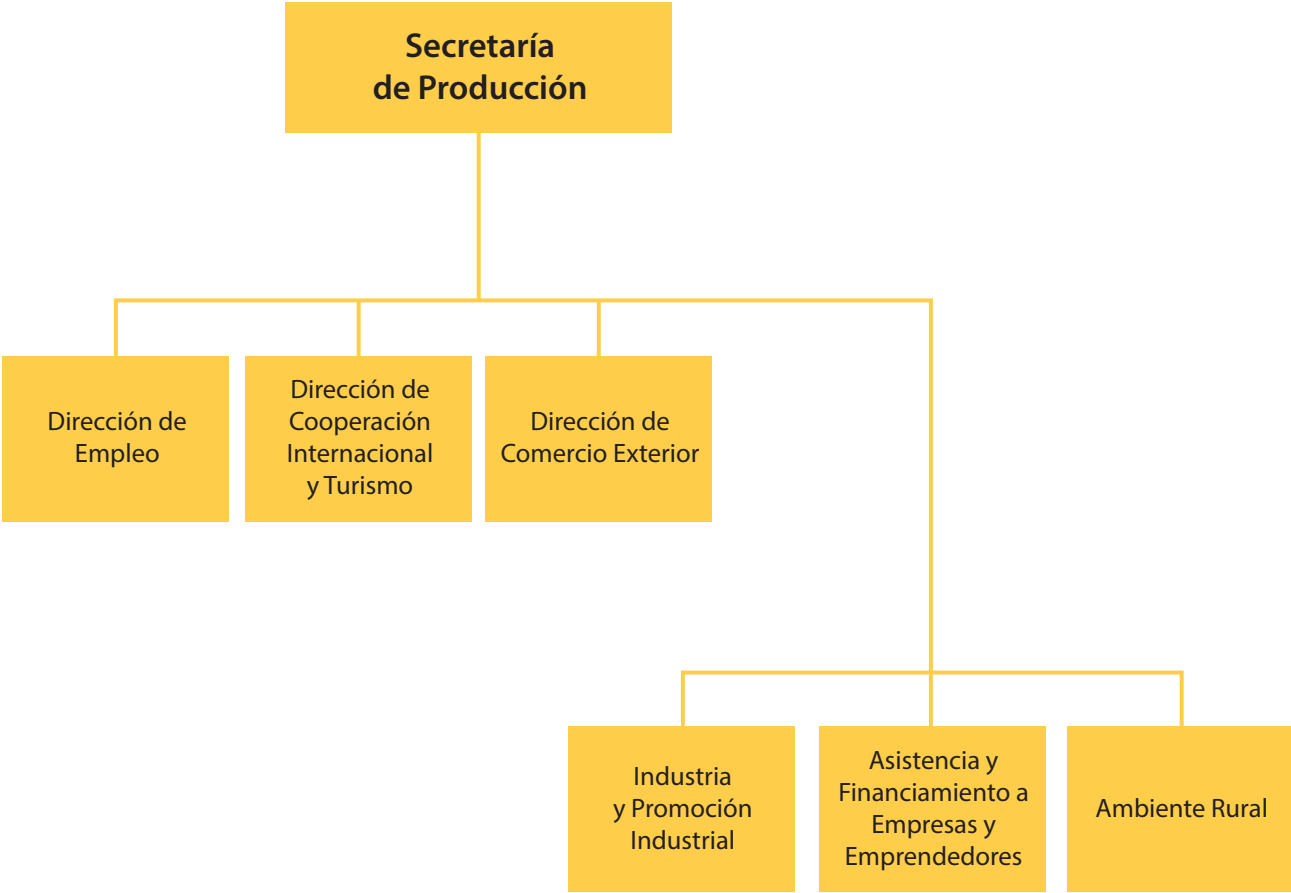 Secretaría
de Producción
Dirección de
Empleo
Dirección de
Cooperación
Internacional
y Turismo
Dirección de
Comercio Exterior
Industria
y Promoción
Industrial
Asistencia y
Financiamiento a
Empresas y
Emprendedores
Ambiente Rural